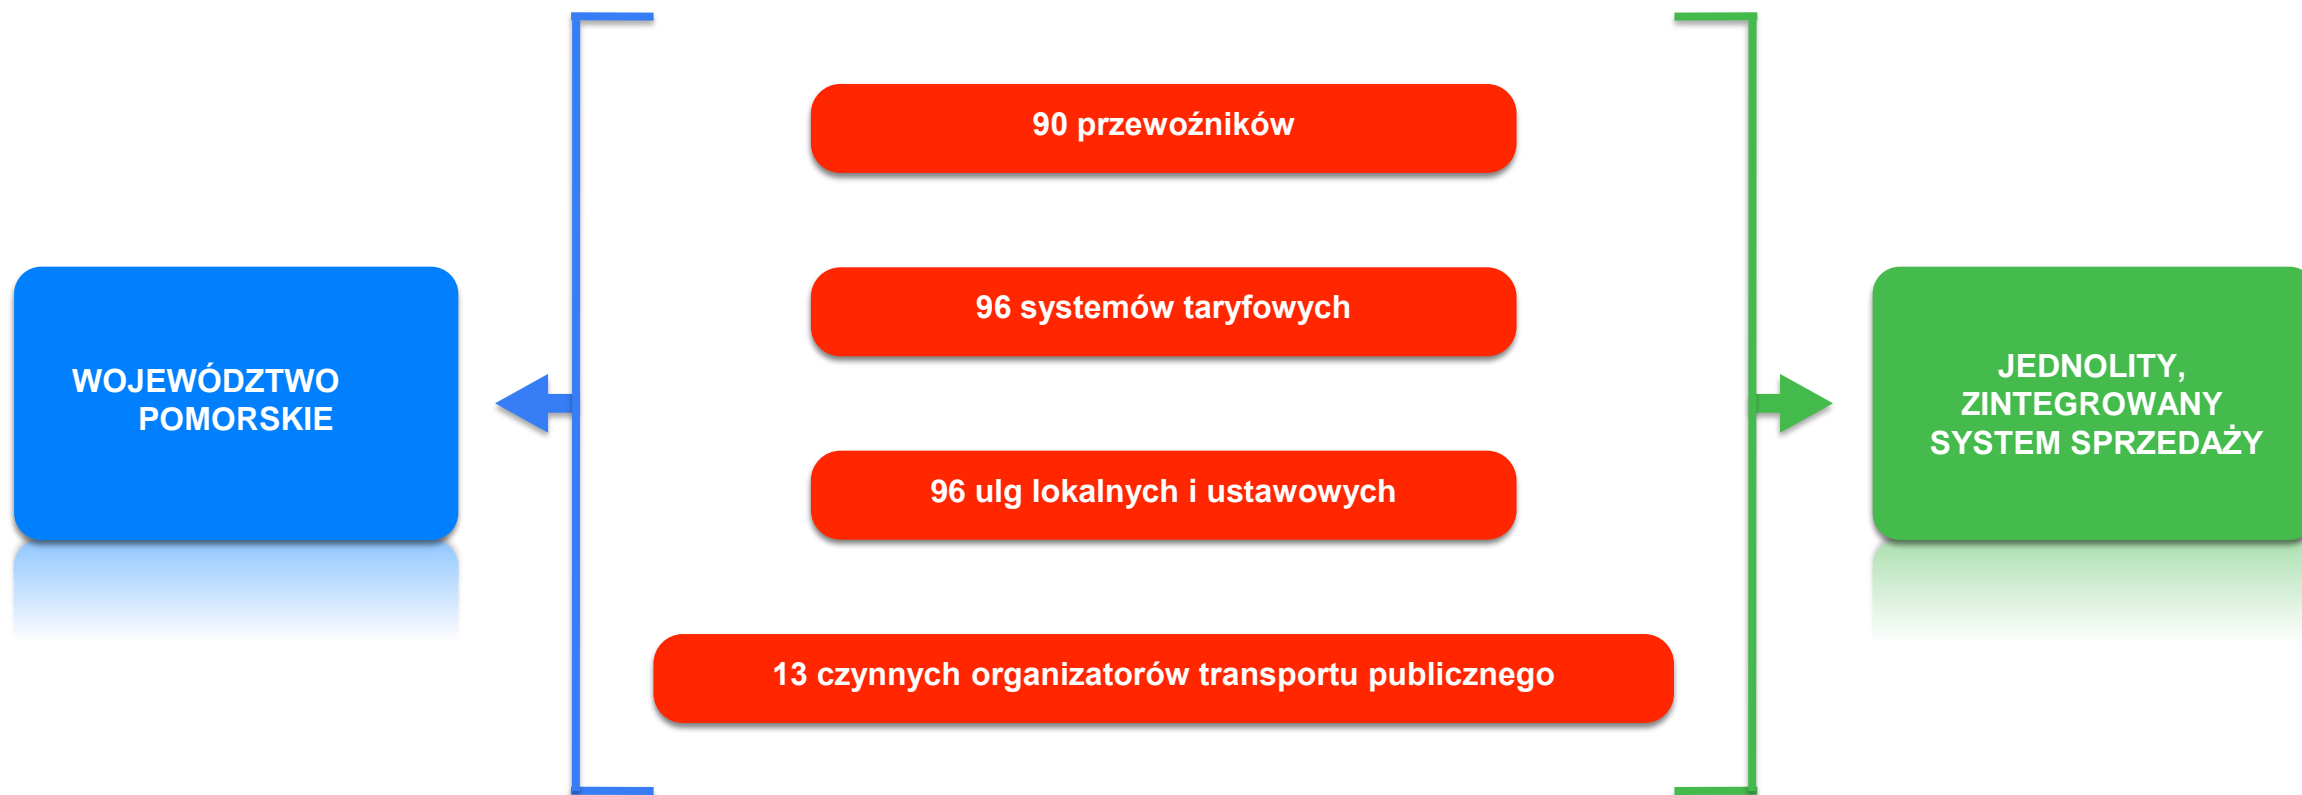 WOJEWÓDZTWO
POMORSKIE
90 przewoźników
96 systemów taryfowych
96 ulg lokalnych i ustawowych
13 czynnych organizatorów transportu publicznego
JEDNOLITY,
ZINTEGROWANY
SYSTEM SPRZEDAŻY